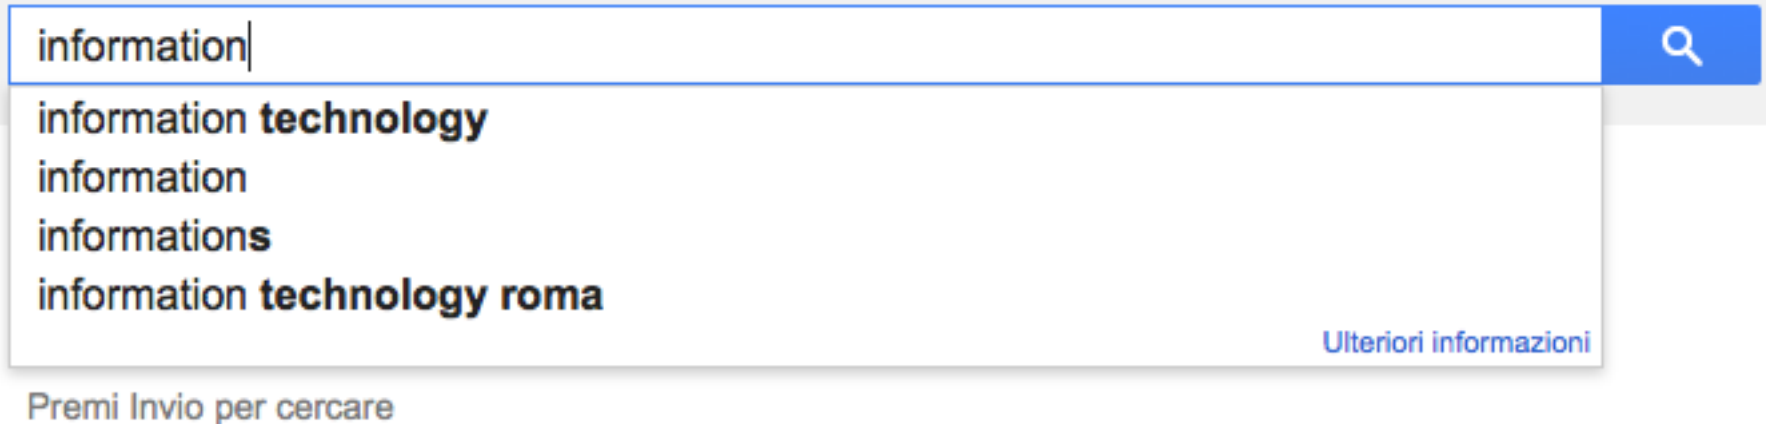 information
information technology
information
informations
information technology roma
Ulteriori informazioni
Premi Invio per cercare